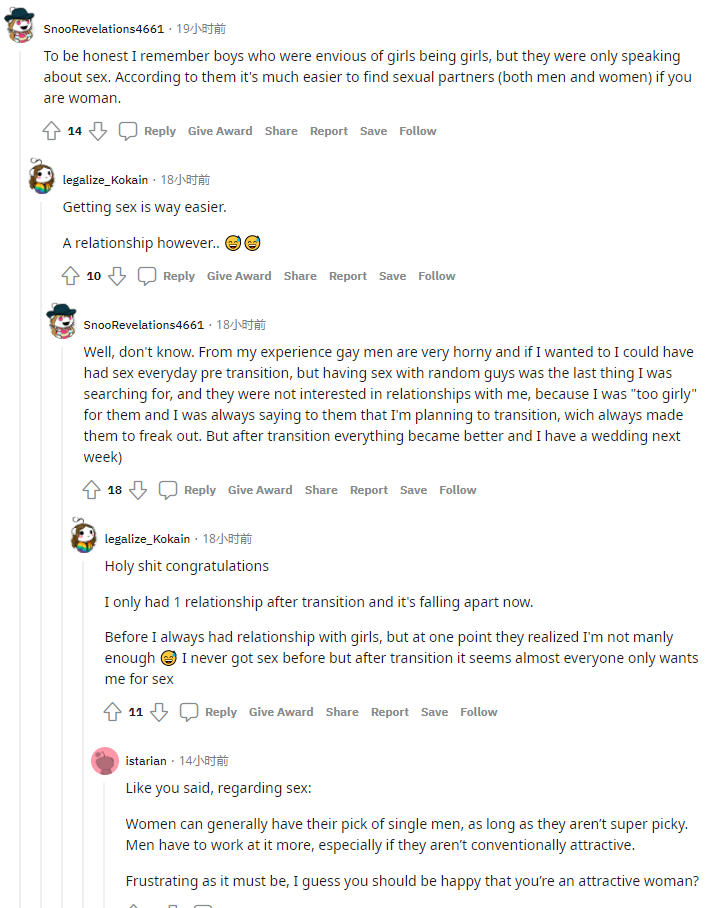 SnooRevelations4661 · 19小时前
To be honest I remember boys who were envious of girls being girls, but they were only speaking
about sex. According to them it's much easier to find sexual partners (both men and women) if you
are woman.
14 Reply Give Award Share Report Save Follow
legalize_Kokain · 18小时前
Getting sex is way easier.
A relationship however.. 😅😅
10 Reply Give Award Share Report Save Follow
SnooRevelations4661 · 18小时前
Well, don't know. From my experience gay men are very horny and if I wanted to I could have
had sex everyday pre transition, but having sex with random guys was the last thing I was
searching for, and they were not interested in relationships with me, because I was "too girly"
for them and I was always saying to them that I'm planning to transition, wich always made
them to freak out. But after transition everything became better and I have a wedding next
week)
18 Reply Give Award Share Report Save Follow
legalize_Kokain · 18小时前
Holy shit congratulations
I only had 1 relationship after transition and it's falling apart now.
Before I always had relationship with girls, but at one point they realized I'm not manly
enough 😅 I never got sex before but after transition it seems almost everyone only wants
me for sex
11 Reply Give Award Share Report Save Follow
istarian · 14小时前
Like you said, regarding sex:
Women can generally have their pick of single men, as long as they aren’t super picky.
Men have to work at it more, especially if they aren’t conventionally attractive.
Frustrating as it must be, I guess you should be happy that you’re an attractive woman?